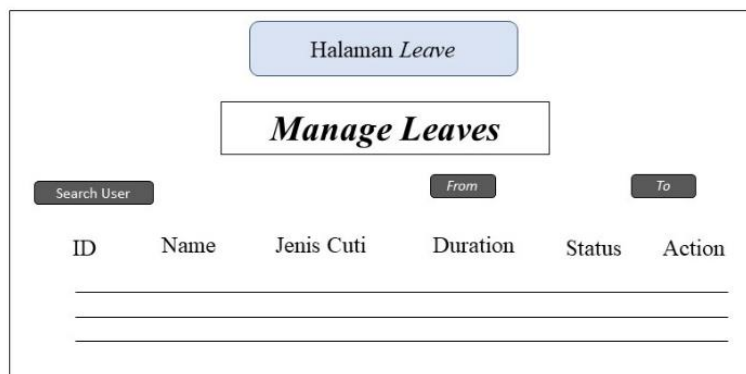 Halaman Leave
Manage Leaves
Search User From To
ID Name Jenis Cuti Duration Status Action